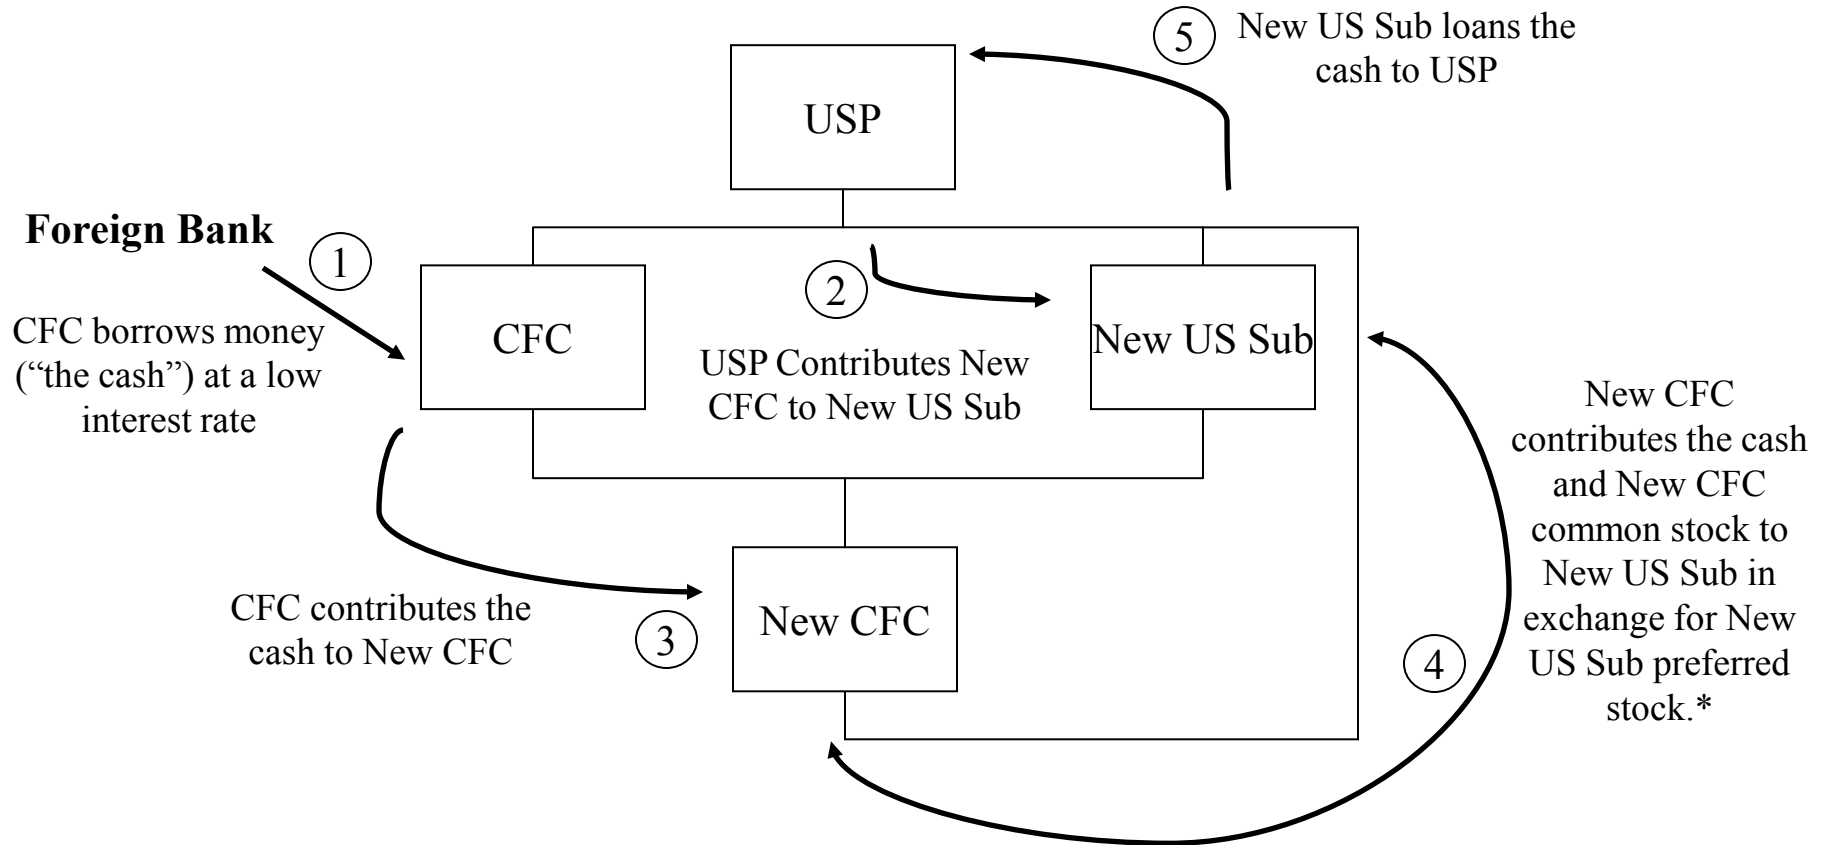 5
New US Sub loans the
cash to USP
USP
Foreign Bank
1
CFC borrows money
(“the cash”) at a low
interest rate
CFC
2
USP Contributes New
CFC to New US Sub
New US Sub
CFC contributes the
cash to New CFC
3
New CFC
4
New CFC
contributes the cash
and New CFC
common stock to
New US Sub in
exchange for New
US Sub preferred
stock.*